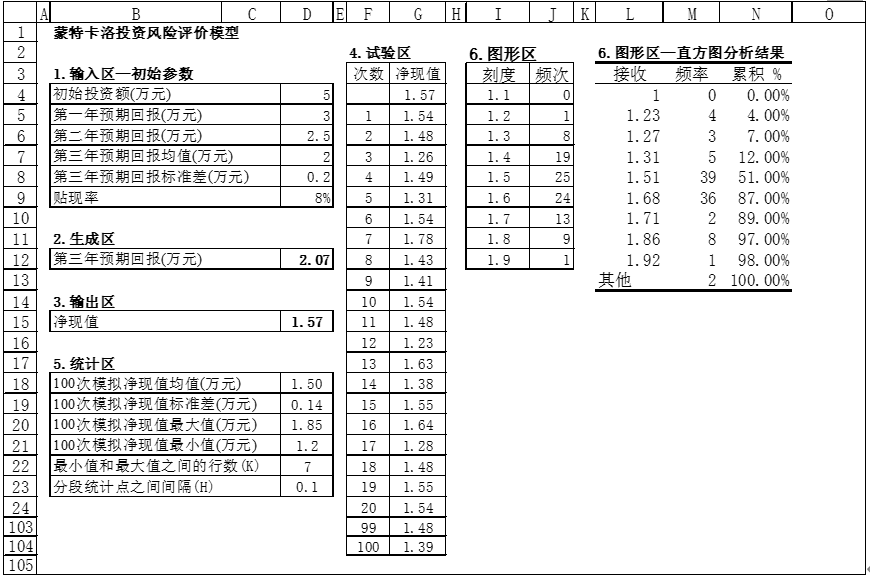 A B C D E F G H I J K L M N O
1 蒙特卡洛投资风险评价模型
2 4.试验区 6.图形区 6.图形区—直方图分析结果
3 1.输入区—初始参数 次数 净现值 刻度 频次 接收 频率 累积 %
4 初始投资额(万元) 5 1.57 1.1 0 1 0 0.00%
5 第一年预期回报(万元) 3 1 1.54 1.2 1 1.23 4 4.00%
6 第二年预期回报(万元) 2.5 2 1.48 1.3 8 1.27 3 7.00%
7 第三年预期回报均值(万元) 2 3 1.26 1.4 19 1.31 5 12.00%
8 第三年预期回报标准差(万元) 0.2 4 1.49 1.5 25 1.51 39 51.00%
9 贴现率 8% 5 1.31 1.6 24 1.68 36 87.00%
10 6 1.54 1.7 13 1.71 2 89.00%
11 2.生成区 7 1.78 1.8 9 1.86 8 97.00%
12 第三年预期回报(万元) 2.07 8 1.43 1.9 1 1.92 1 98.00%
13 9 1.41 其他 2 100.00%
14 3.输出区 10 1.54
15 净现值 1.57 11 1.48
16 12 1.23
17 5.统计区 13 1.63
18 100次模拟净现值均值(万元) 1.50 14 1.38
19 100次模拟净现值标准差(万元) 0.14 15 1.55
20 100次模拟净现值最大值(万元) 1.85 16 1.64
21 100次模拟净现值最小值(万元) 1.2 17 1.28
22 最小值和最大值之间的行数(K) 7 18 1.48
23 分段统计点之间间隔(H) 0.1 19 1.55
24 20 1.54
103 99 1.48
104 100 1.39
105